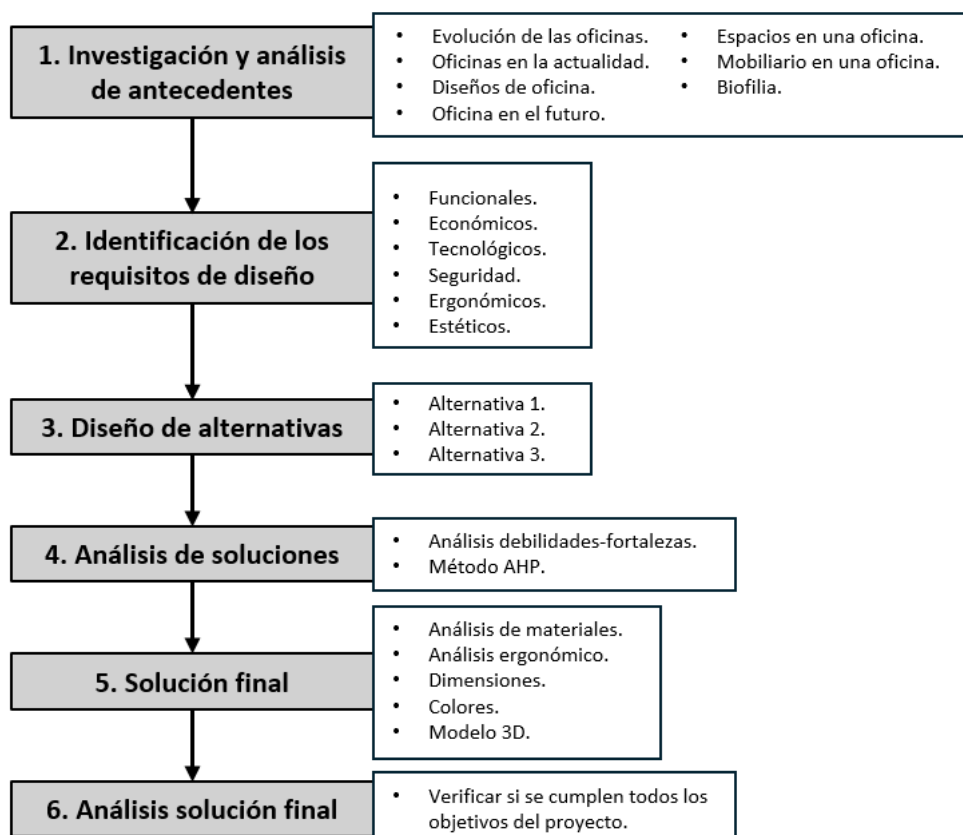 1. Investigación y análisis
de antecedentes
• Evolución de las oficinas.
• Oficinas en la actualidad.
• Diseños de oficina.
• Oficina en el futuro.
• Espacios en una oficina.
• Mobiliario en una oficina.
• Biofilia.
2. Identificación de los
requisitos de diseño
• Funcionales.
• Económicos.
• Tecnológicos.
• Seguridad.
• Ergonómicos.
• Estéticos.
3. Diseño de alternativas
• Alternativa 1.
• Alternativa 2.
• Alternativa 3.
4. Análisis de soluciones
• Análisis debilidades-fortalezas.
• Método AHP.
5. Solución final
• Análisis de materiales.
• Análisis ergonómico.
• Dimensiones.
• Colores.
• Modelo 3D.
6. Análisis solución final
• Verificar si se cumplen todos los
objetivos del proyecto.